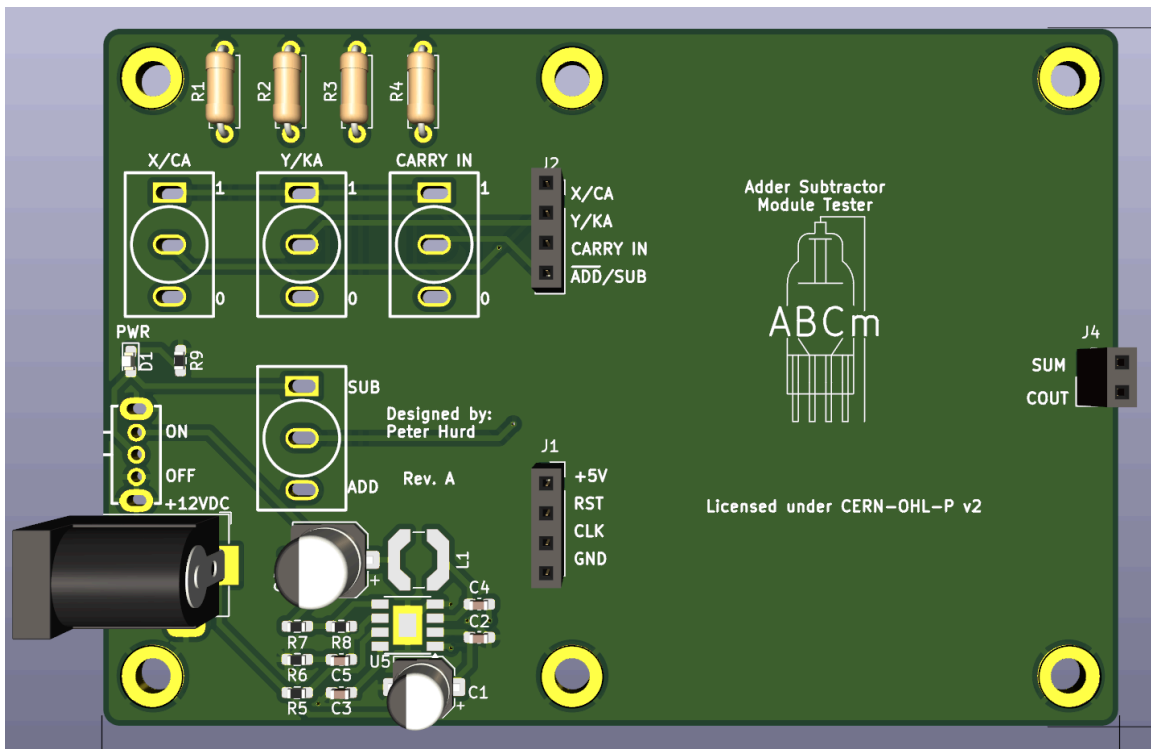 R1
R2
R3
R4
X/CA
Y/KA
CARRY IN
1
1
1
0
0
0
J2
X/CA
Y/KA
CARRY IN
A̅D̅D̅/SUB
Adder Subtractor
Module Tester
ABCm
J4
SUM
COUT
PWR
D1
R9
ON
OFF
+12VDC
SUB
ADD
Designed by:
Peter Hurd
Rev. A
J1
+5V
RST
CLK
GND
Licensed under CERN-OHL-P v2
+
L1
C4
C2
R7
R8
U5
R6
C5
R5
C3
C1
+